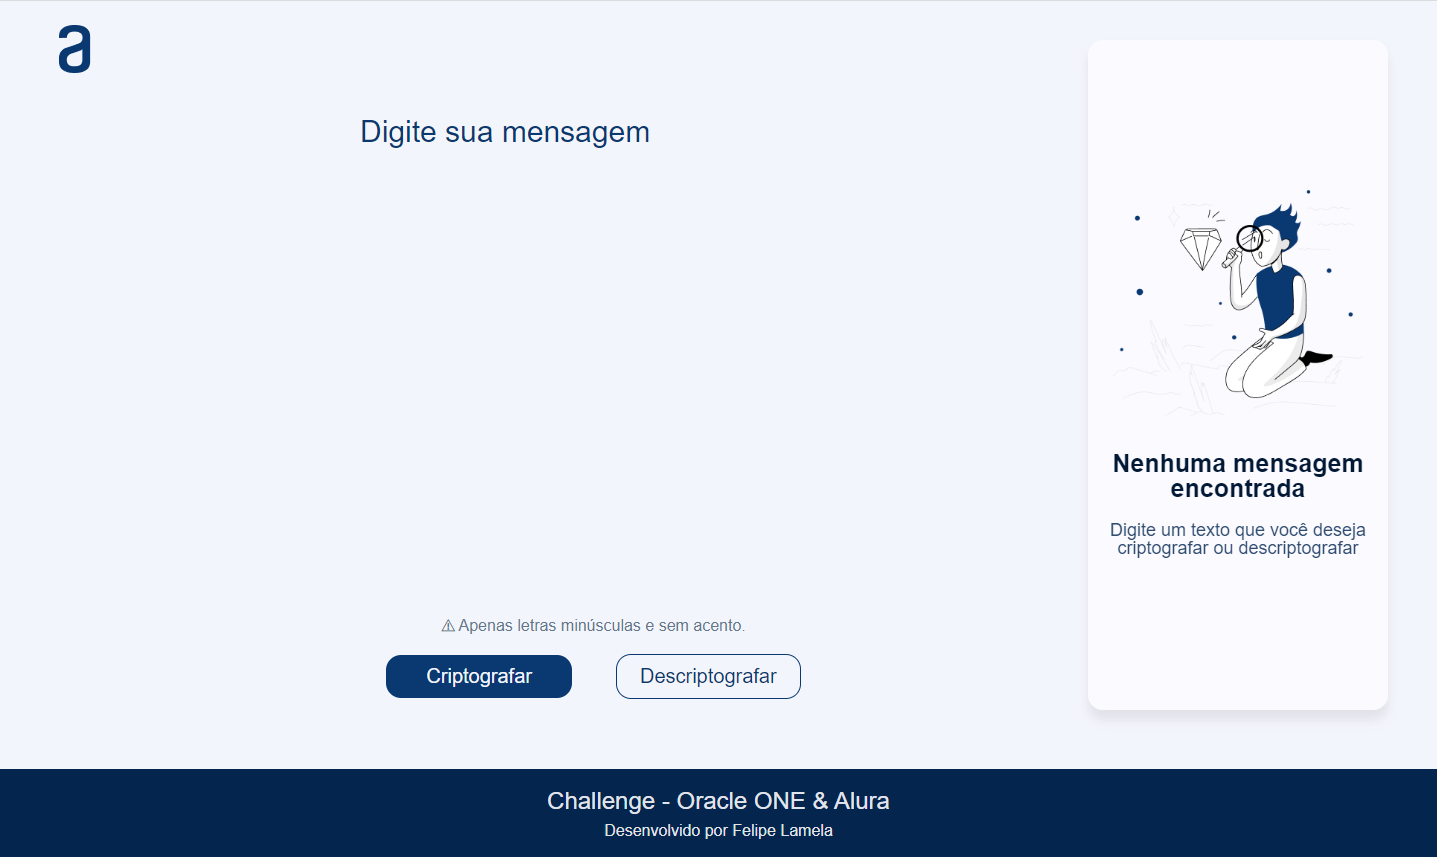 a
Digite sua mensagem
Nenhuma mensagem
encontrada
Digite um texto que você deseja
criptografar ou descriptografar
⚠ Apenas letras minúsculas e sem acento.
Criptografar
Descriptografar
Challenge - Oracle ONE & Alura
Desenvolvido por Felipe Lamela